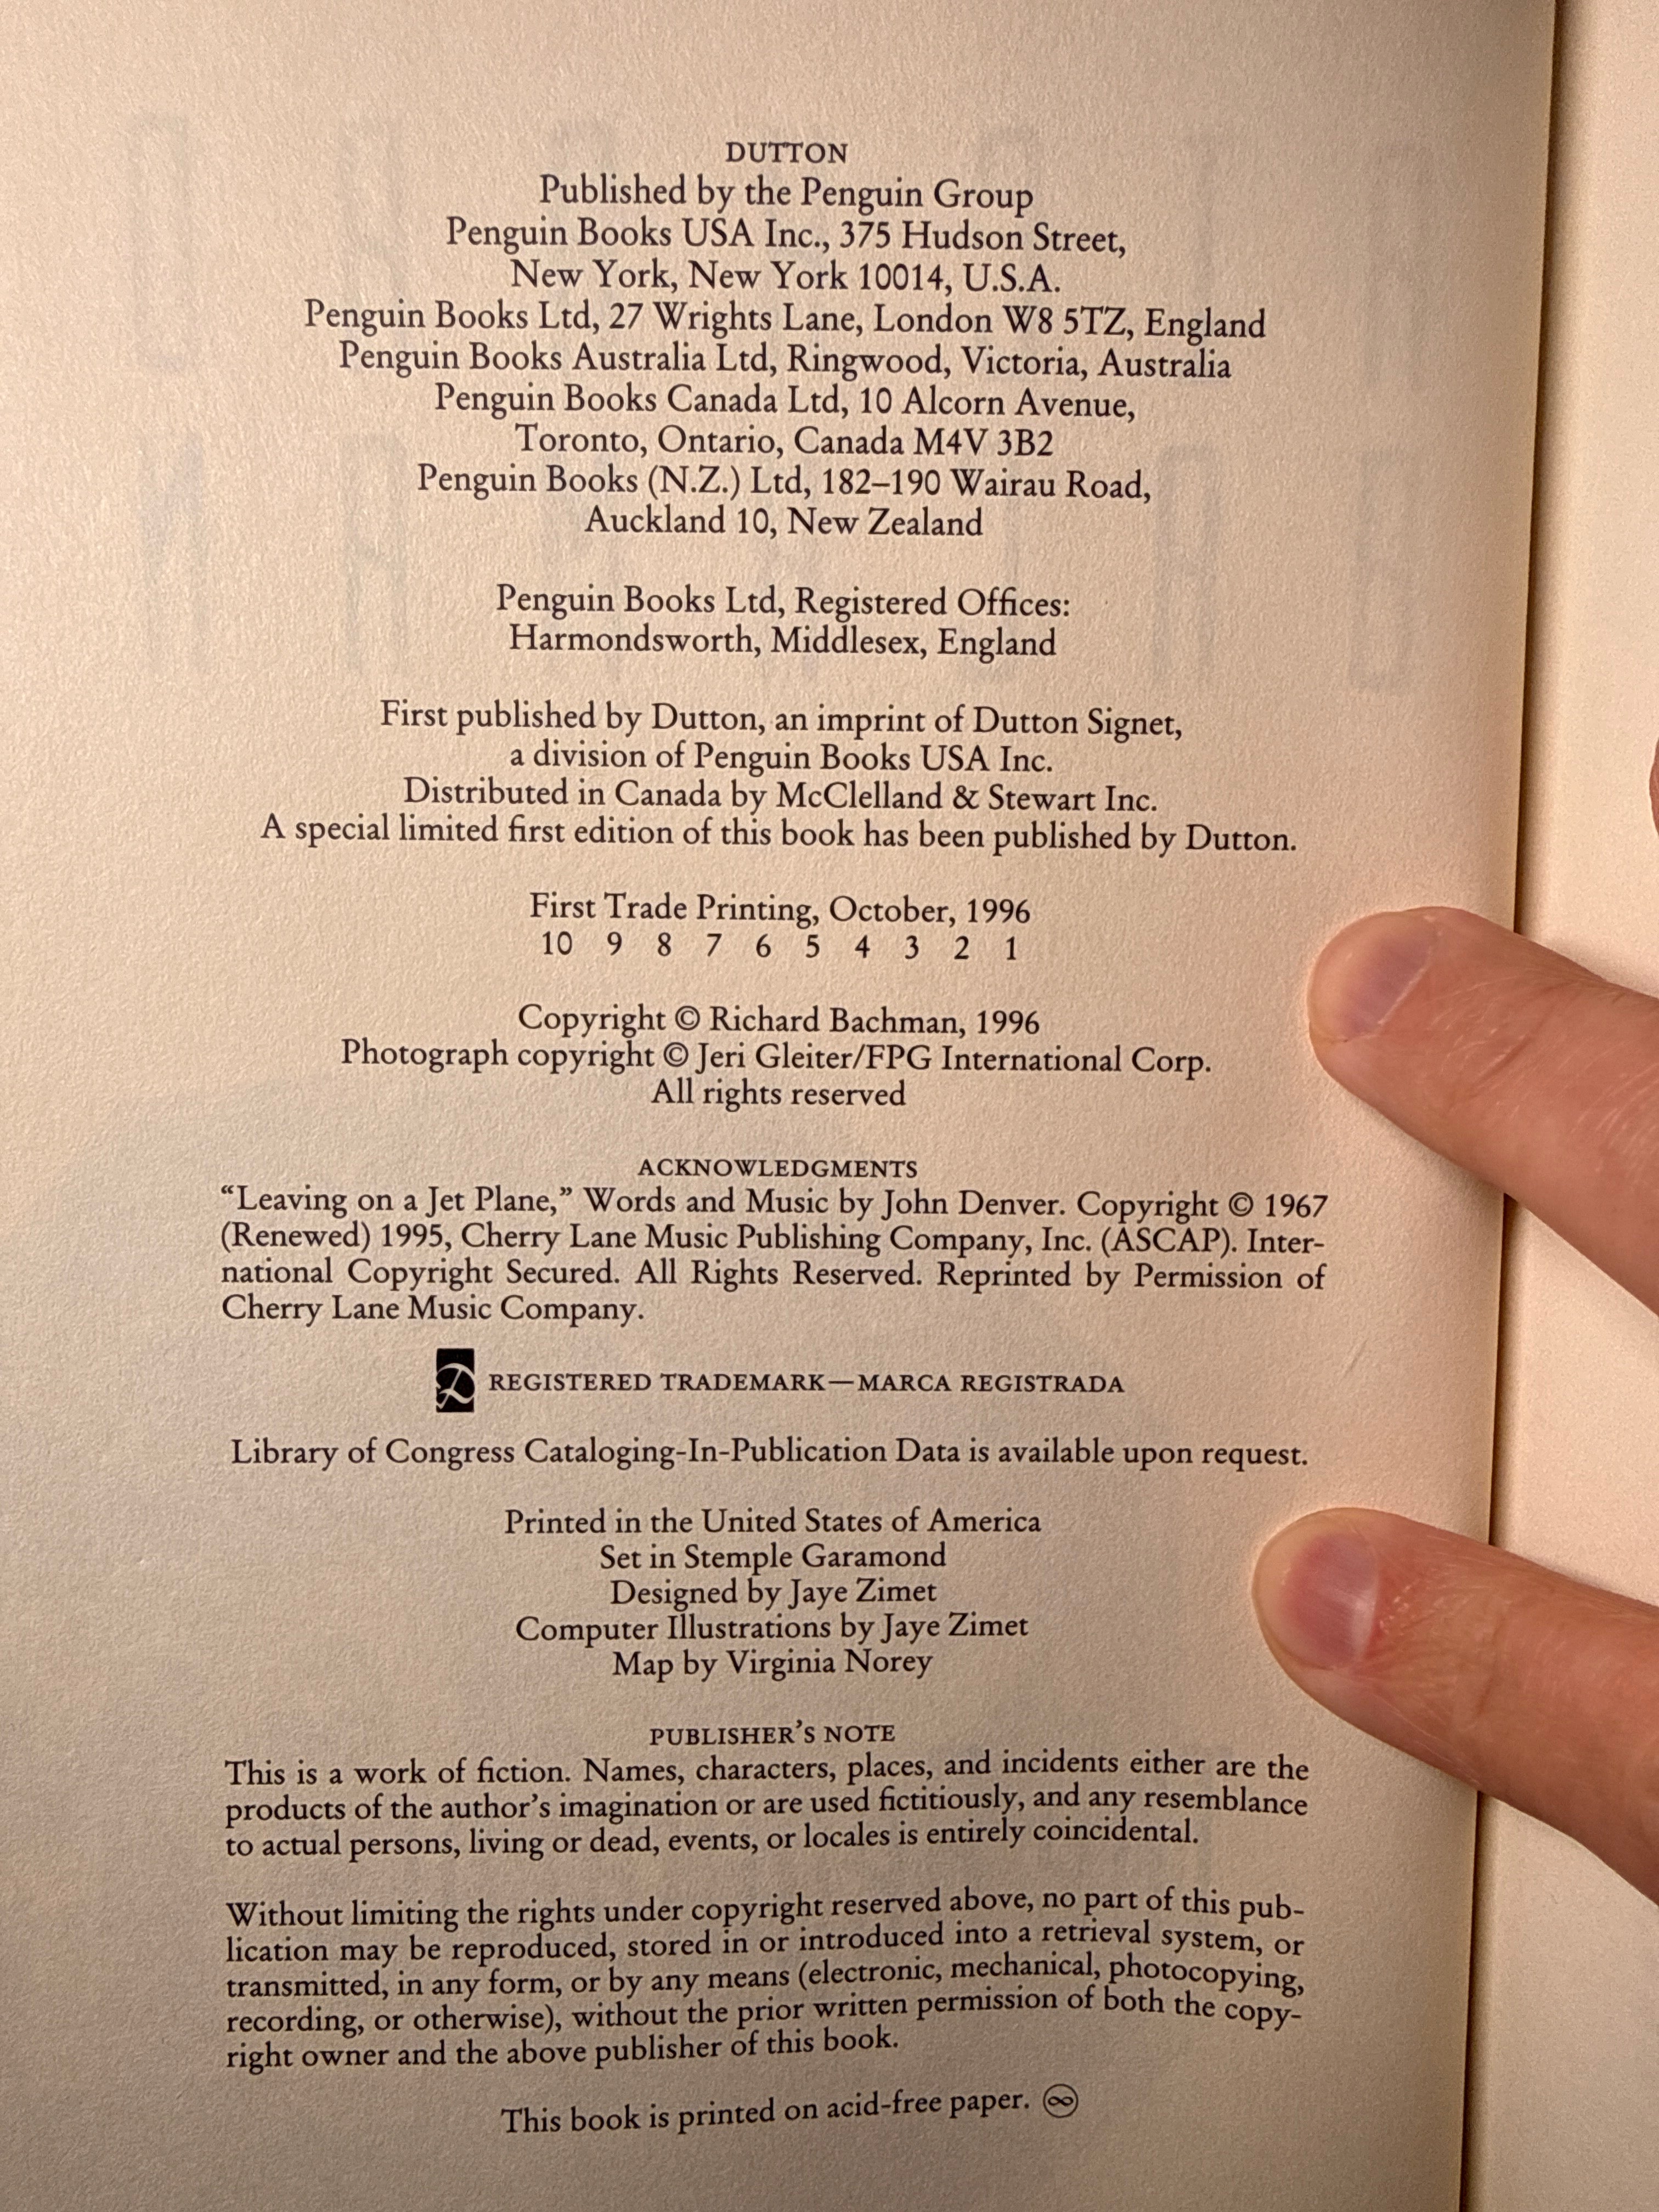 DUTTON
Published by the Penguin Group
Penguin Books USA Inc., 375 Hudson Street,
New York, New York 10014, U.S.A.
Penguin Books Ltd, 27 Wrights Lane, London W8 5TZ, England
Penguin Books Australia Ltd, Ringwood, Victoria, Australia
Penguin Books Canada Ltd, 10 Alcorn Avenue,
Toronto, Ontario, Canada M4V 3B2
Penguin Books (N.Z.) Ltd, 182–190 Wairau Road,
Auckland 10, New Zealand
Penguin Books Ltd, Registered Offices:
Harmondsworth, Middlesex, England
First published by Dutton, an imprint of Dutton Signet,
a division of Penguin Books USA Inc.
Distributed in Canada by McClelland & Stewart Inc.
A special limited first edition of this book has been published by Dutton.
First Trade Printing, October, 1996
10 9 8 7 6 5 4 3 2 1
Copyright © Richard Bachman, 1996
Photograph copyright © Jeri Gleiter/FPG International Corp.
All rights reserved
ACKNOWLEDGMENTS
“Leaving on a Jet Plane,” Words and Music by John Denver. Copyright © 1967
(Renewed) 1995, Cherry Lane Music Publishing Company, Inc. (ASCAP). Inter-
national Copyright Secured. All Rights Reserved. Reprinted by Permission of
Cherry Lane Music Company.
D REGISTERED TRADEMARK—MARCA REGISTRADA
Library of Congress Cataloging-In-Publication Data is available upon request.
Printed in the United States of America
Set in Stemple Garamond
Designed by Jaye Zimet
Computer Illustrations by Jaye Zimet
Map by Virginia Norey
PUBLISHER’S NOTE
This is a work of fiction. Names, characters, places, and incidents either are the
products of the author’s imagination or are used fictitiously, and any resemblance
to actual persons, living or dead, events, or locales is entirely coincidental.
Without limiting the rights under copyright reserved above, no part of this pub-
lication may be reproduced, stored in or introduced into a retrieval system, or
transmitted, in any form, or by any means (electronic, mechanical, photocopying,
recording, or otherwise), without the prior written permission of both the copy-
right owner and the above publisher of this book.
This book is printed on acid-free paper. ♾